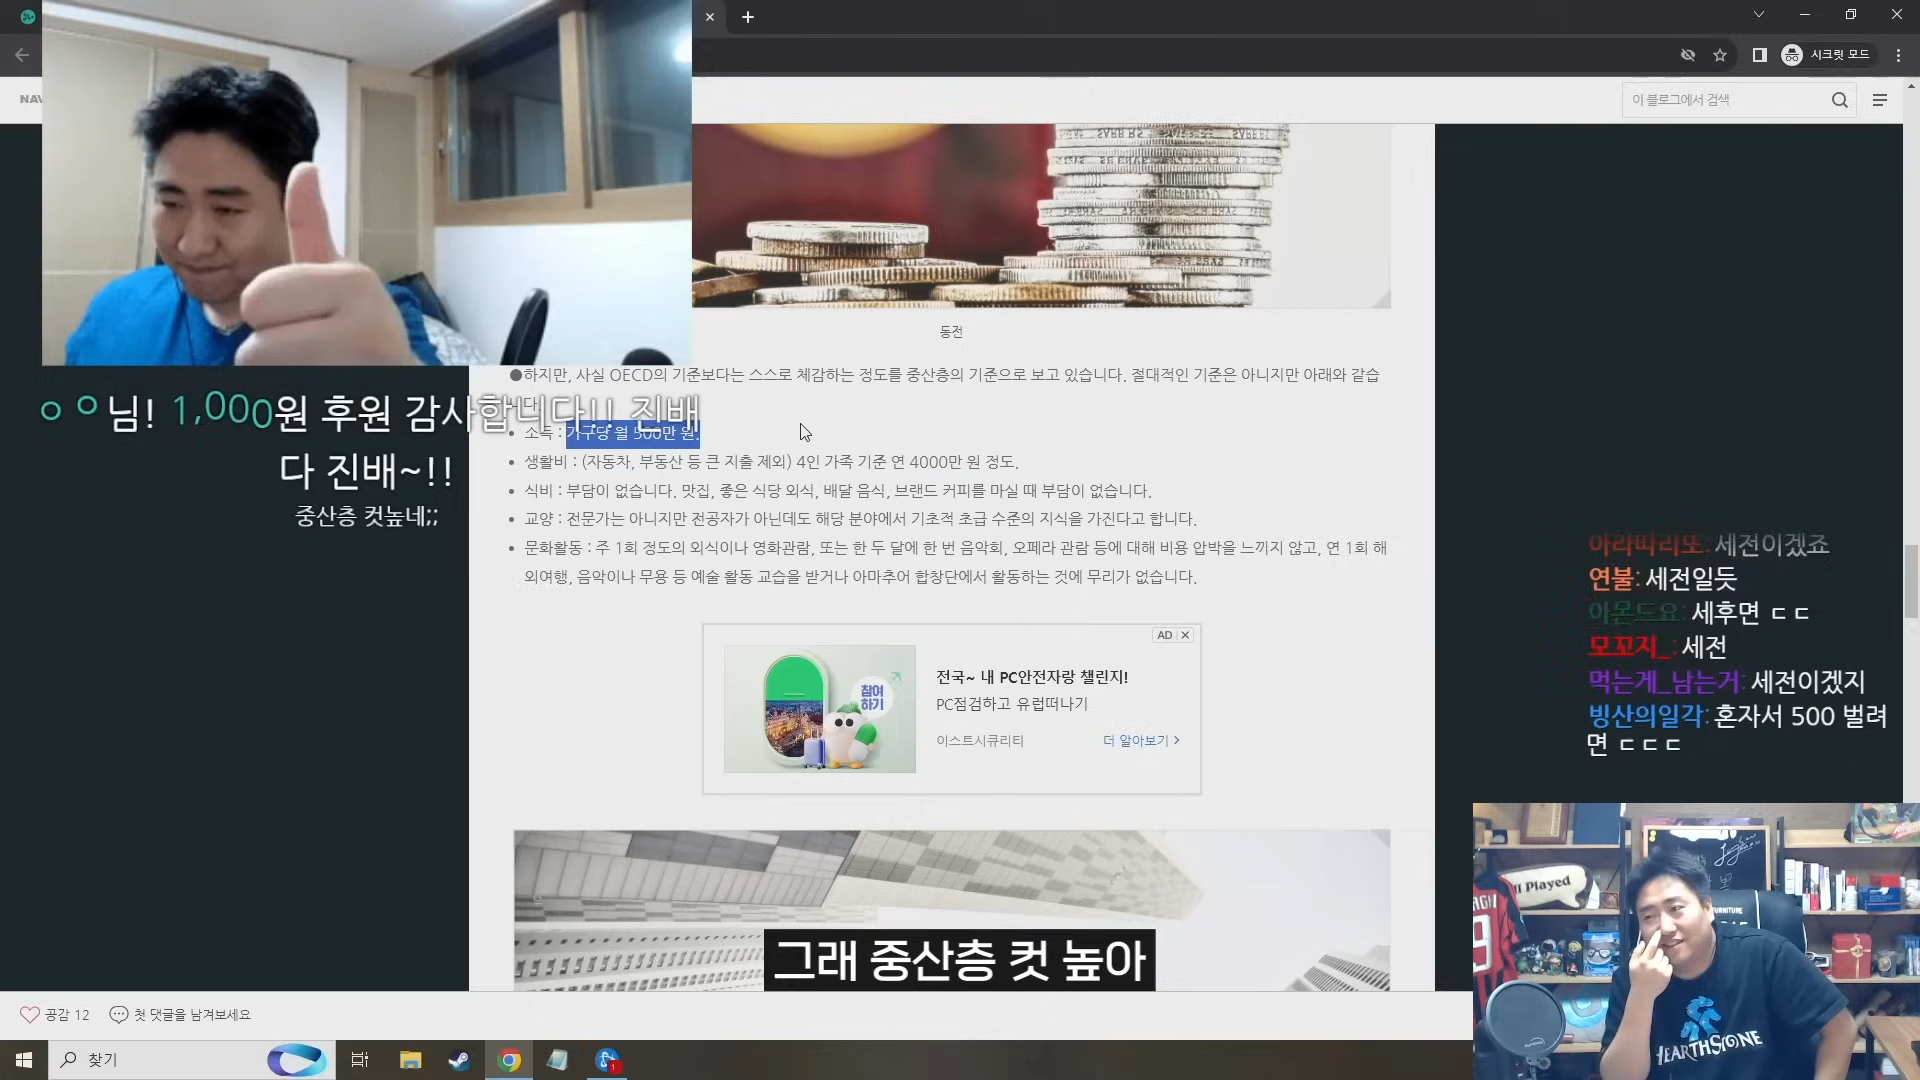 시크릿 모드
NAV
이 블로그에서 검색
동전
●하지만, 사실 OECD의 기준보다는 스스로 체감하는 정도를 중산층의 기준으로 보고 있습니다. 절대적인 기준은 아니지만 아래와 같습
다.
ㅇㅇ님! 1,000원 후원 감사합니다!! 진배
다 진배~!!
중산층 컷높네;;
• 소득 : 가구당 월 500만 원.
• 생활비 : (자동차, 부동산 등 큰 지출 제외) 4인 가족 기준 연 4000만 원 정도.
• 식비 : 부담이 없습니다. 맛집, 좋은 식당 외식, 배달 음식, 브랜드 커피를 마실 때 부담이 없습니다.
• 교양 : 전문가는 아니지만 전공자가 아닌데도 해당 분야에서 기초적 초급 수준의 지식을 가진다고 합니다.
• 문화활동 : 주 1회 정도의 외식이나 영화관람, 또는 한 두 달에 한 번 음악회, 오페라 관람 등에 대해 비용 압박을 느끼지 않고, 연 1회 해
외여행, 음악이나 무용 등 예술 활동 교습을 받거나 아마추어 합창단에서 활동하는 것에 무리가 없습니다.
AD
참여
하기
전국~ 내 PC안전자랑 챌린지!
PC점검하고 유럽떠나기
이스트시큐리티
더 알아보기
아라따리또: 세전이겠죠
연불: 세전일듯
아몬드요: 세후면 ㄷㄷ
모꼬지_: 세전
먹는게_남는거: 세전이겠지
빙산의일각: 혼자서 500 벌려
면 ㄷㄷㄷ
그래 중산층 컷 높아
공감 12
첫 댓글을 남겨보세요
찾기
1
ll Played
HEARTHSTONE